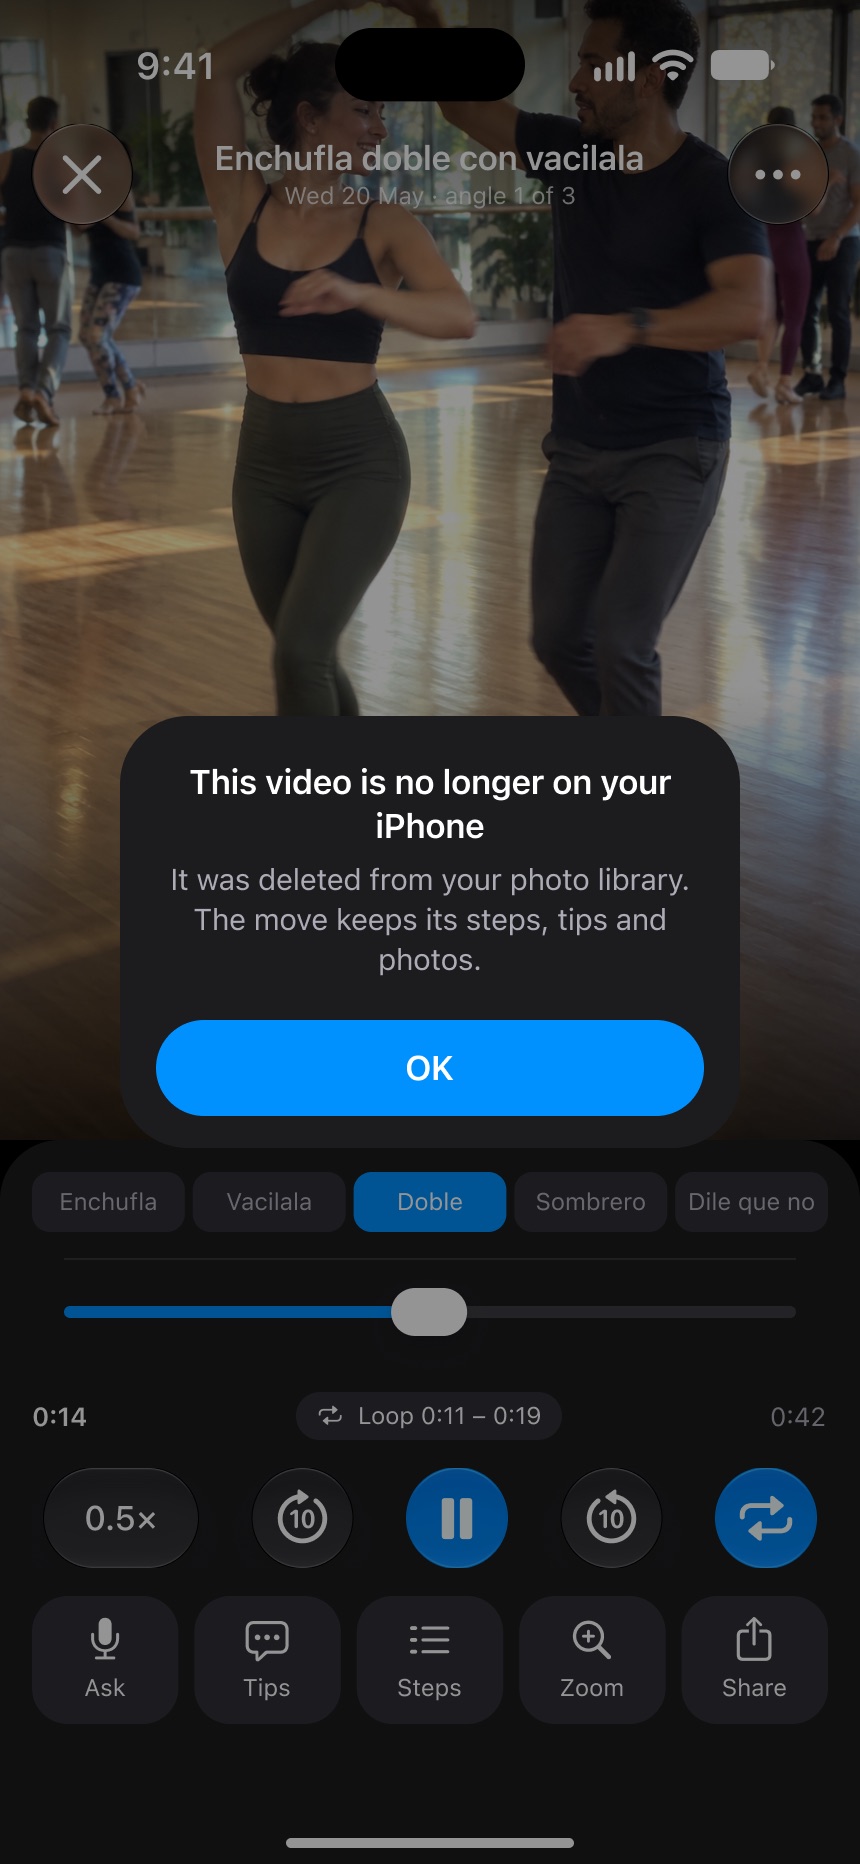 9:41
Enchufla doble con vacilala
Wed 20 May · angle 1 of 3
This video is no longer on your
iPhone
It was deleted from your photo library.
The move keeps its steps, tips and
photos.
OK
Enchufla Vacilala Doble Sombrero Dile que no
0:14 Loop 0:11 – 0:19 0:42
0.5× 10 10
Ask Tips Steps Zoom Share